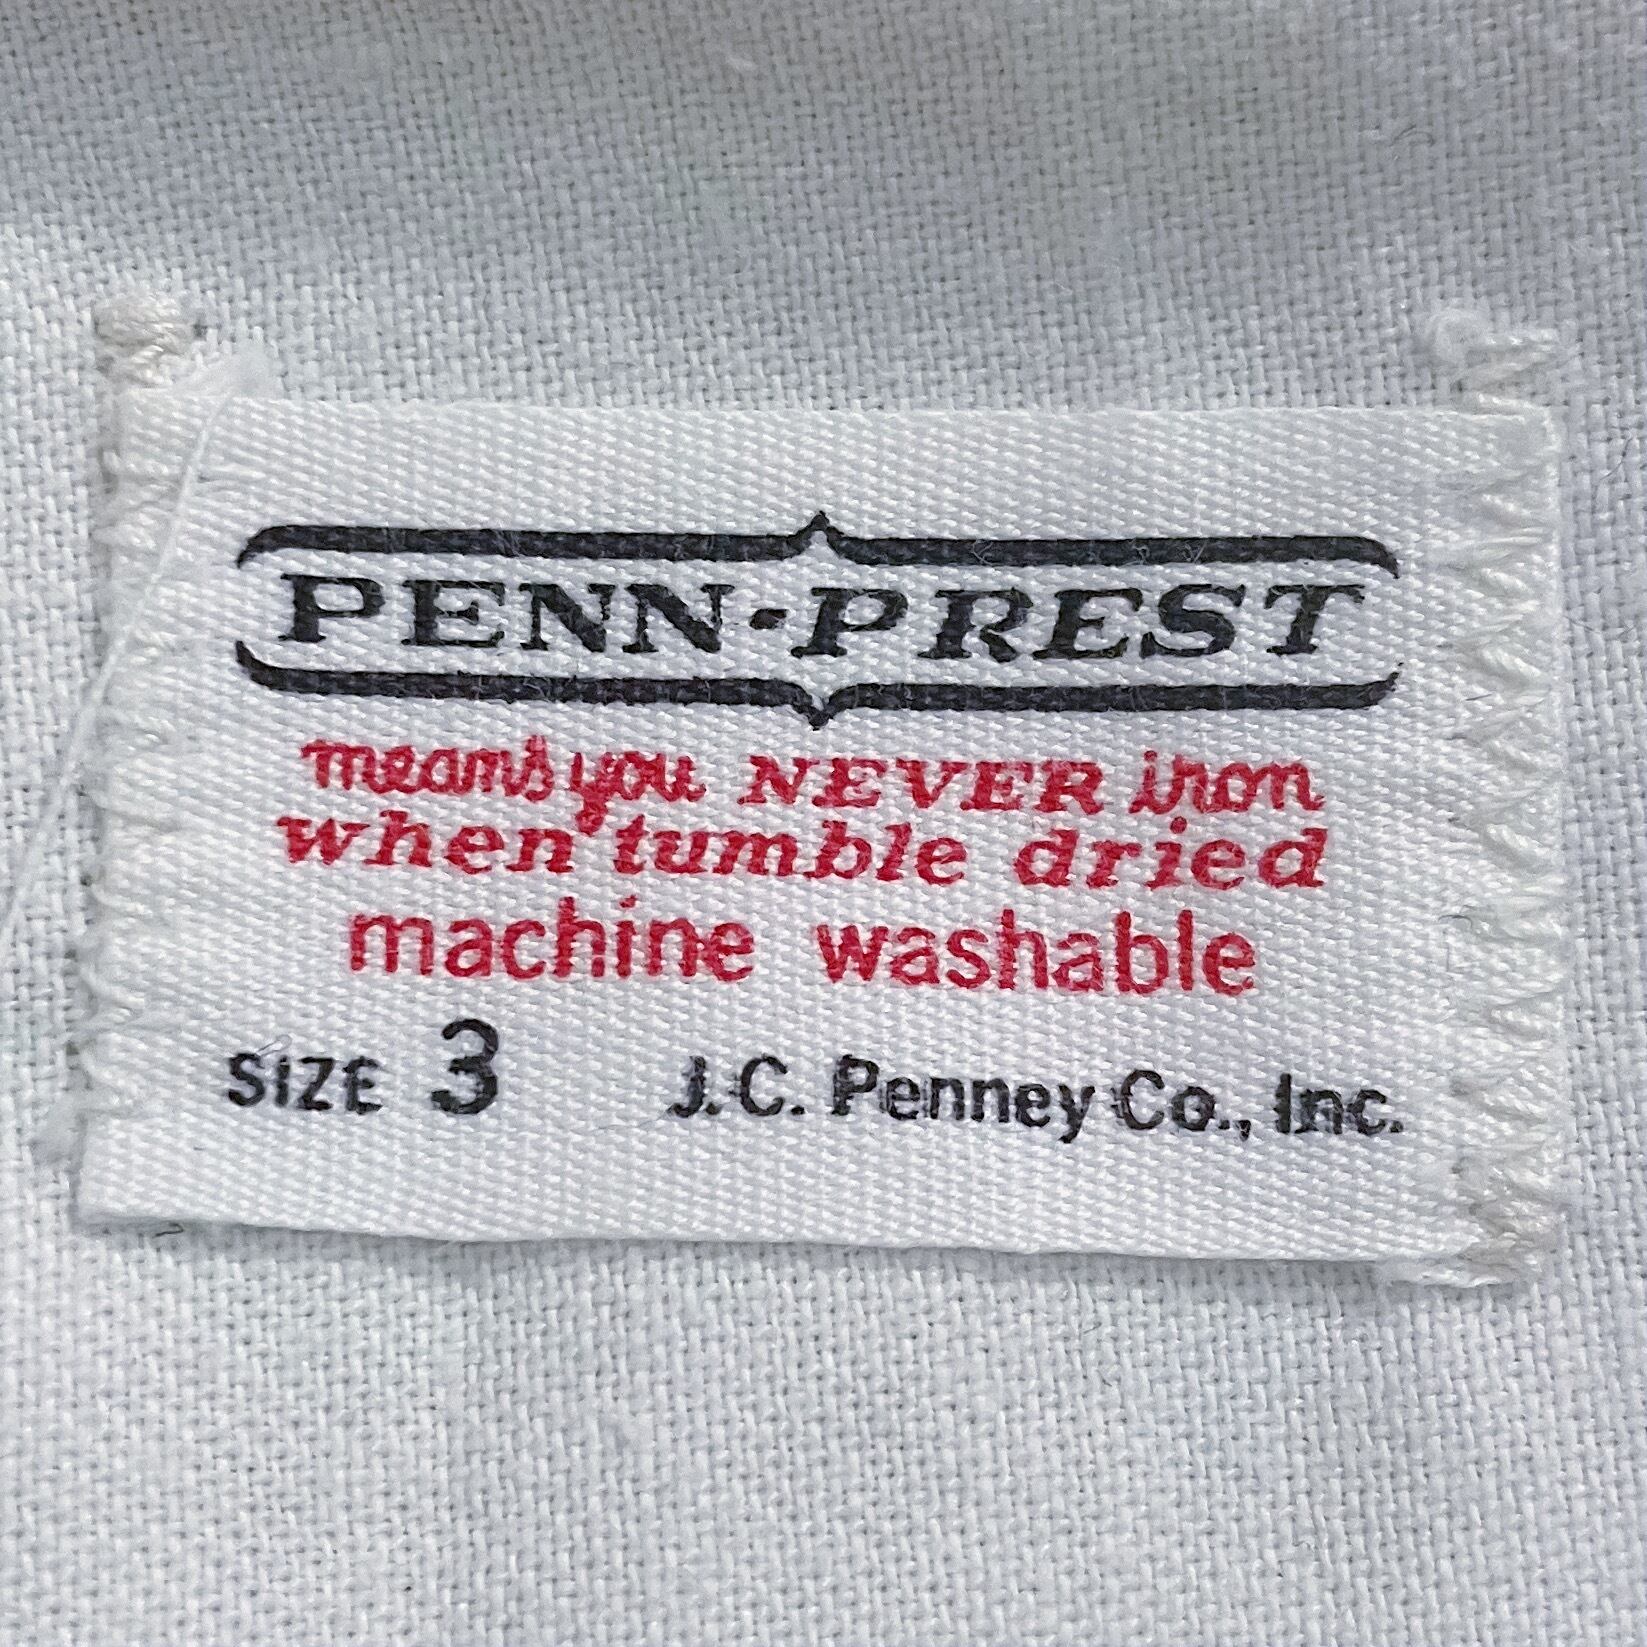 PENN-PREST
means you NEVER iron
when tumble dried
machine washable
SIZE 3 J.C. Penney Co., Inc.